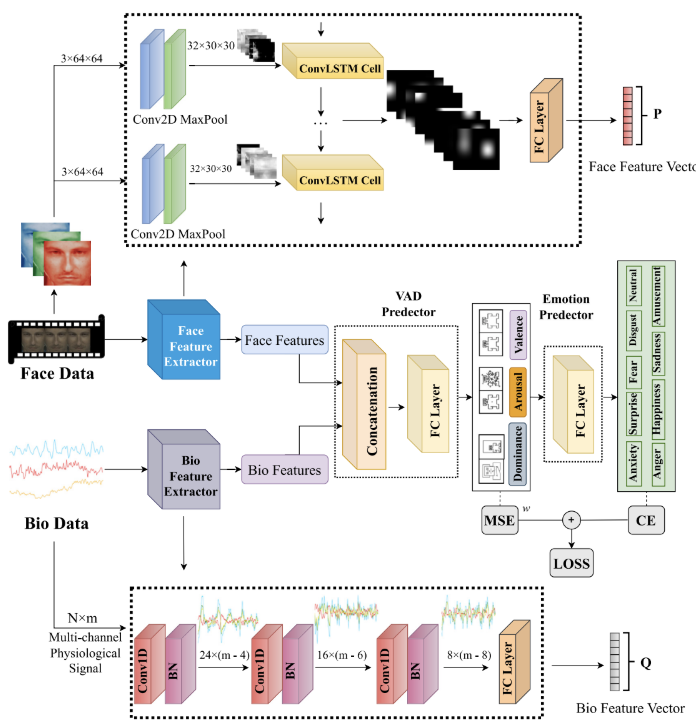 3×64×64
32×30×30
ConvLSTM Cell
Conv2D MaxPool
...
FC Layer
P
Face Feature Vecto
3×64×64
32×30×30
ConvLSTM Cell
Conv2D MaxPool
VAD
Predector
Emotion
Predector
Face
Feature
Extractor
Face Features
Face Data
Concatenation
FC Layer
Valence
Arousal
Dominance
FC Layer
Neutral
Disgust
Fear
Surprise
Anxiety
Amusement
Sadness
Happiness
Anger
Bio
Feature
Extractor
Bio Features
Bio Data
MSE
w
+
CE
LOSS
N×m
Multi-channel
Physiological
Signal
Conv1D
BN
24×(m - 4)
Conv1D
BN
16×(m - 6)
Conv1D
BN
8×(m - 8)
FC Layer
Q
Bio Feature Vector